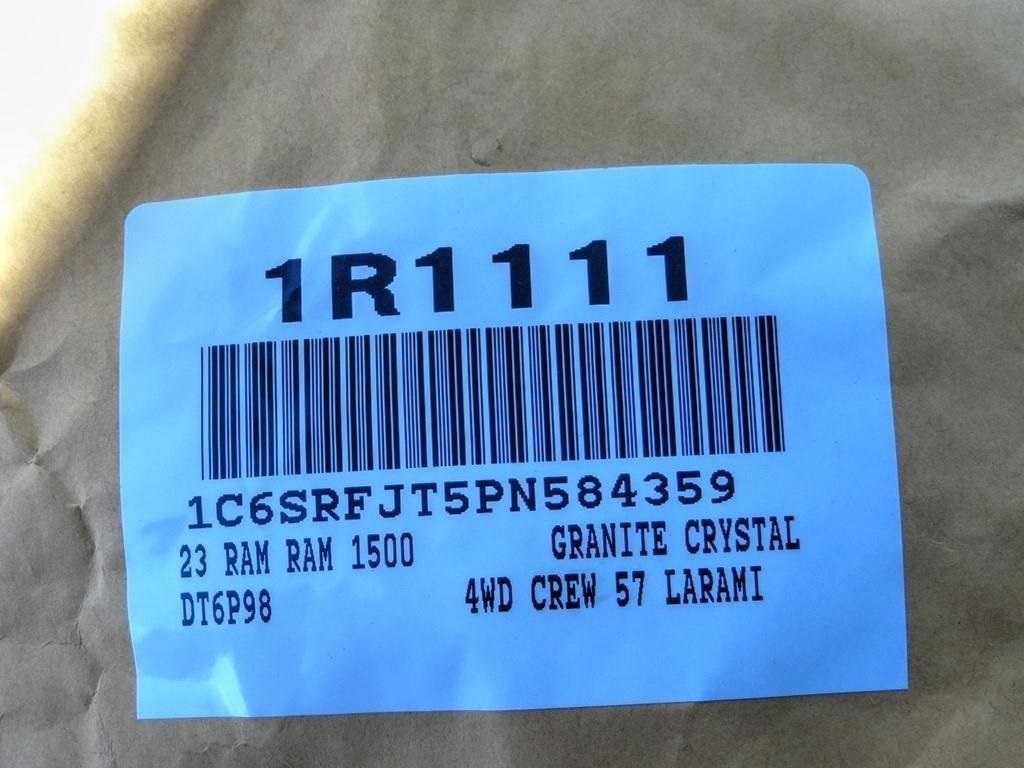 1R1111
1C6SRFJT5PN584359
23 RAM RAM 1500 GRANITE CRYSTAL
DT6P98 4WD CREW 57 LARAMI